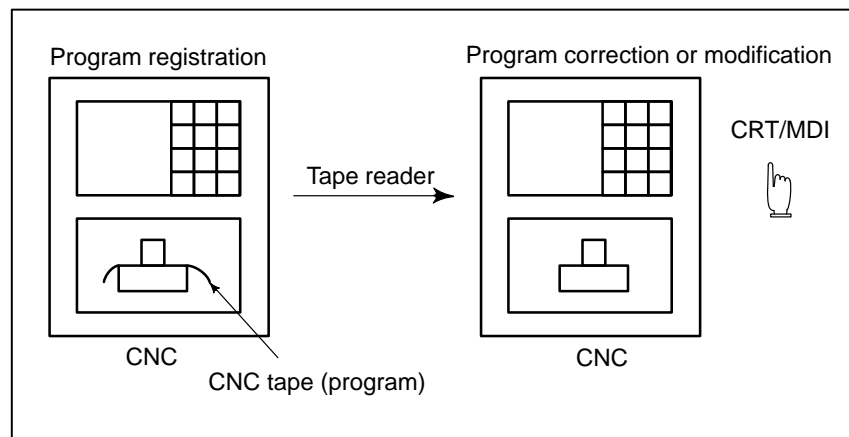 Program registration
Program correction or modification
CRT/MDI
Tape reader
CNC
CNC
CNC tape (program)